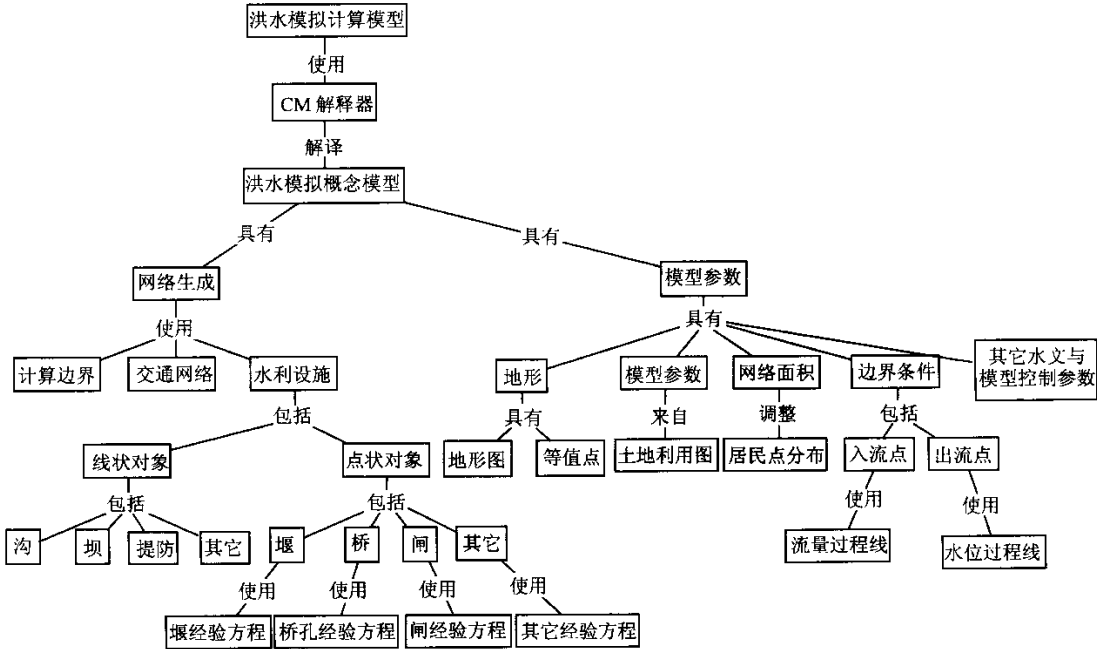 洪水模拟计算模型
使用
CM 解释器
解译
洪水模拟概念模型
具有
具有
网络生成
模型参数
使用
具有
计算边界
交通网络
水利设施
地形
模型参数
网络面积
边界条件
其它水文与
模型控制参数
包括
具有
来自
调整
包括
线状对象
点状对象
地形图
等值点
土地利用图
居民点分布
入流点
出流点
包括
包括
使用
使用
沟
坝
提防
其它
堰
桥
闸
其它
流量过程线
水位过程线
使用
使用
使用
使用
堰经验方程
桥孔经验方程
闸经验方程
其它经验方程